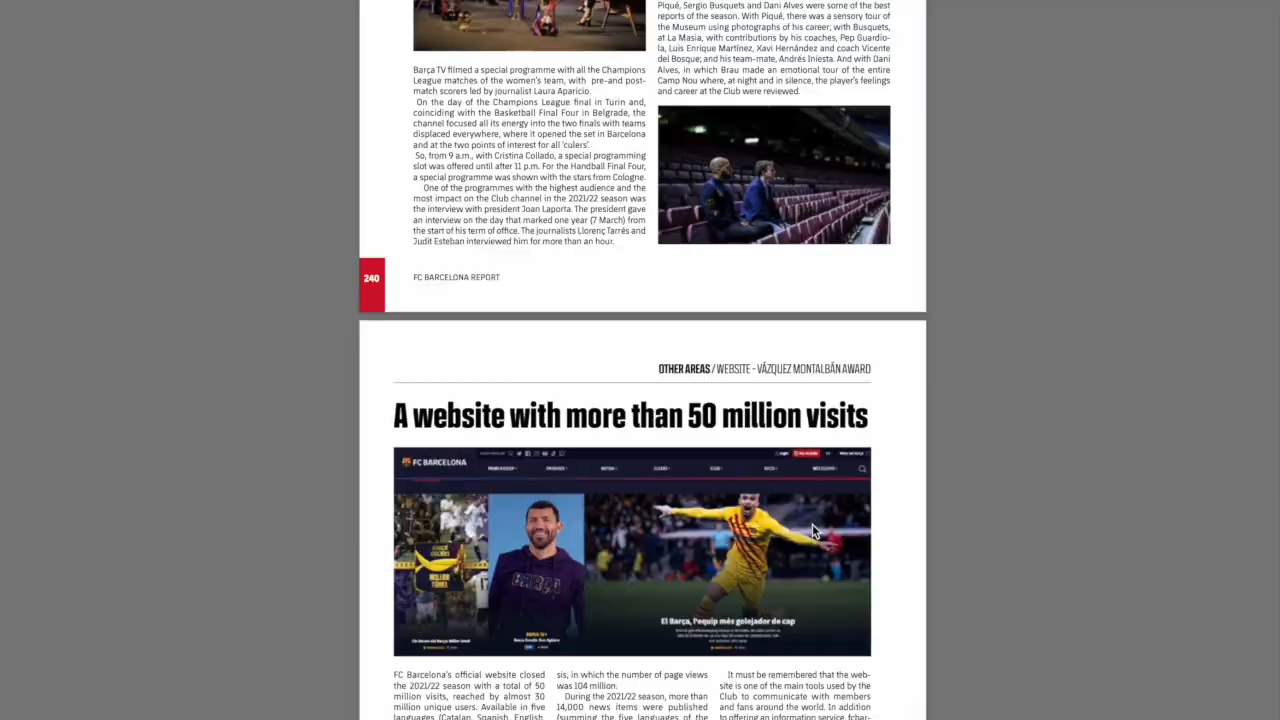 Barça TV filmed a special programme with all the Champions
League matches of the women's team, with pre-and post-
match scorers led by journalist Laura Aparicio.
On the day of the Champions League final in Turin and,
coinciding with the Basketball Final Four in Belgrade, the
channel focused all its energy into the two finals with teams
displaced everywhere, where it opened the set in Barcelona
and at the two points of interest for all 'culers'.
So, from 9 a.m., with Cristina Collado, a special programming
slot was offered until after 11 p.m. For the Handball Final Four,
a special programme was shown with the stars from Cologne.
One of the programmes with the highest audience and the
most impact on the Club channel in the 2021/22 season was
the interview with president Joan Laporta. The president gave
an interview on the day that marked one year (7 March) from
the start of his term of office. The journalists Llorenç Tarrés and
Judit Esteban interviewed him for more than an hour.
Piqué, Sergio Busquets and Dani Alves were some of the best
reports of the season. With Piqué, there was a sensory tour of
the Museum using photographs of his career; with Busquets,
at La Masia, with contributions by his coaches, Pep Guardio-
la, Luis Enrique Martínez, Xavi Hernández and coach Vicente
del Bosque; and his team-mate, Andrés Iniesta. And with Dani
Alves, in which Brau made an emotional tour of the entire
Camp Nou where, at night and in silence, the player's feelings
and career at the Club were reviewed.
240
FC BARCELONA REPORT
OTHER AREAS / WEBSITE - VÁZQUEZ MONTALBÁN AWARD
A website with more than 50 million visits
FC BARCELONA
BARÇA
El Barça, l'equip més golejador de cap
FC Barcelona's official website closed
the 2021/22 season with a total of 50
million visits, reached by almost 30
million unique users. Available in five
languages (Catalan, Spanish, English,
sis, in which the number of page views
was 104 million.
During the 2021/22 season, more than
14,000 news items were published
(summing the five languages of the
It must be remembered that the web-
site is one of the main tools used by the
Club to communicate with members
and fans around the world. In addition
to offering an information service, fcbar-